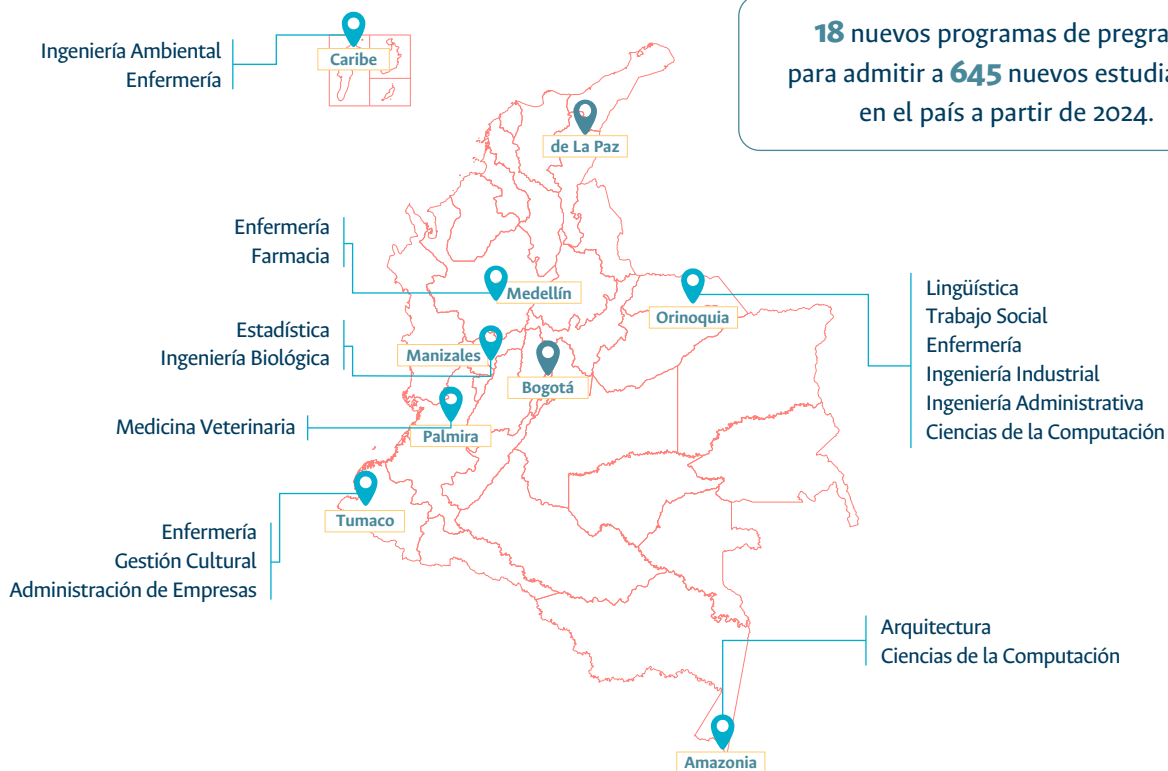 18 nuevos programas de pregra
para admitir a 645 nuevos estudia
en el país a partir de 2024.
Ingeniería Ambiental
Enfermería
Caribe
de La Paz
Enfermería
Farmacia
Medellín
Orinoquia
Lingüística
Trabajo Social
Enfermería
Ingeniería Industrial
Ingeniería Administrativa
Ciencias de la Computación
Estadística
Ingeniería Biológica
Manizales
Bogotá
Medicina Veterinaria
Palmira
Tumaco
Enfermería
Gestión Cultural
Administración de Empresas
Arquitectura
Ciencias de la Computación
Amazonia